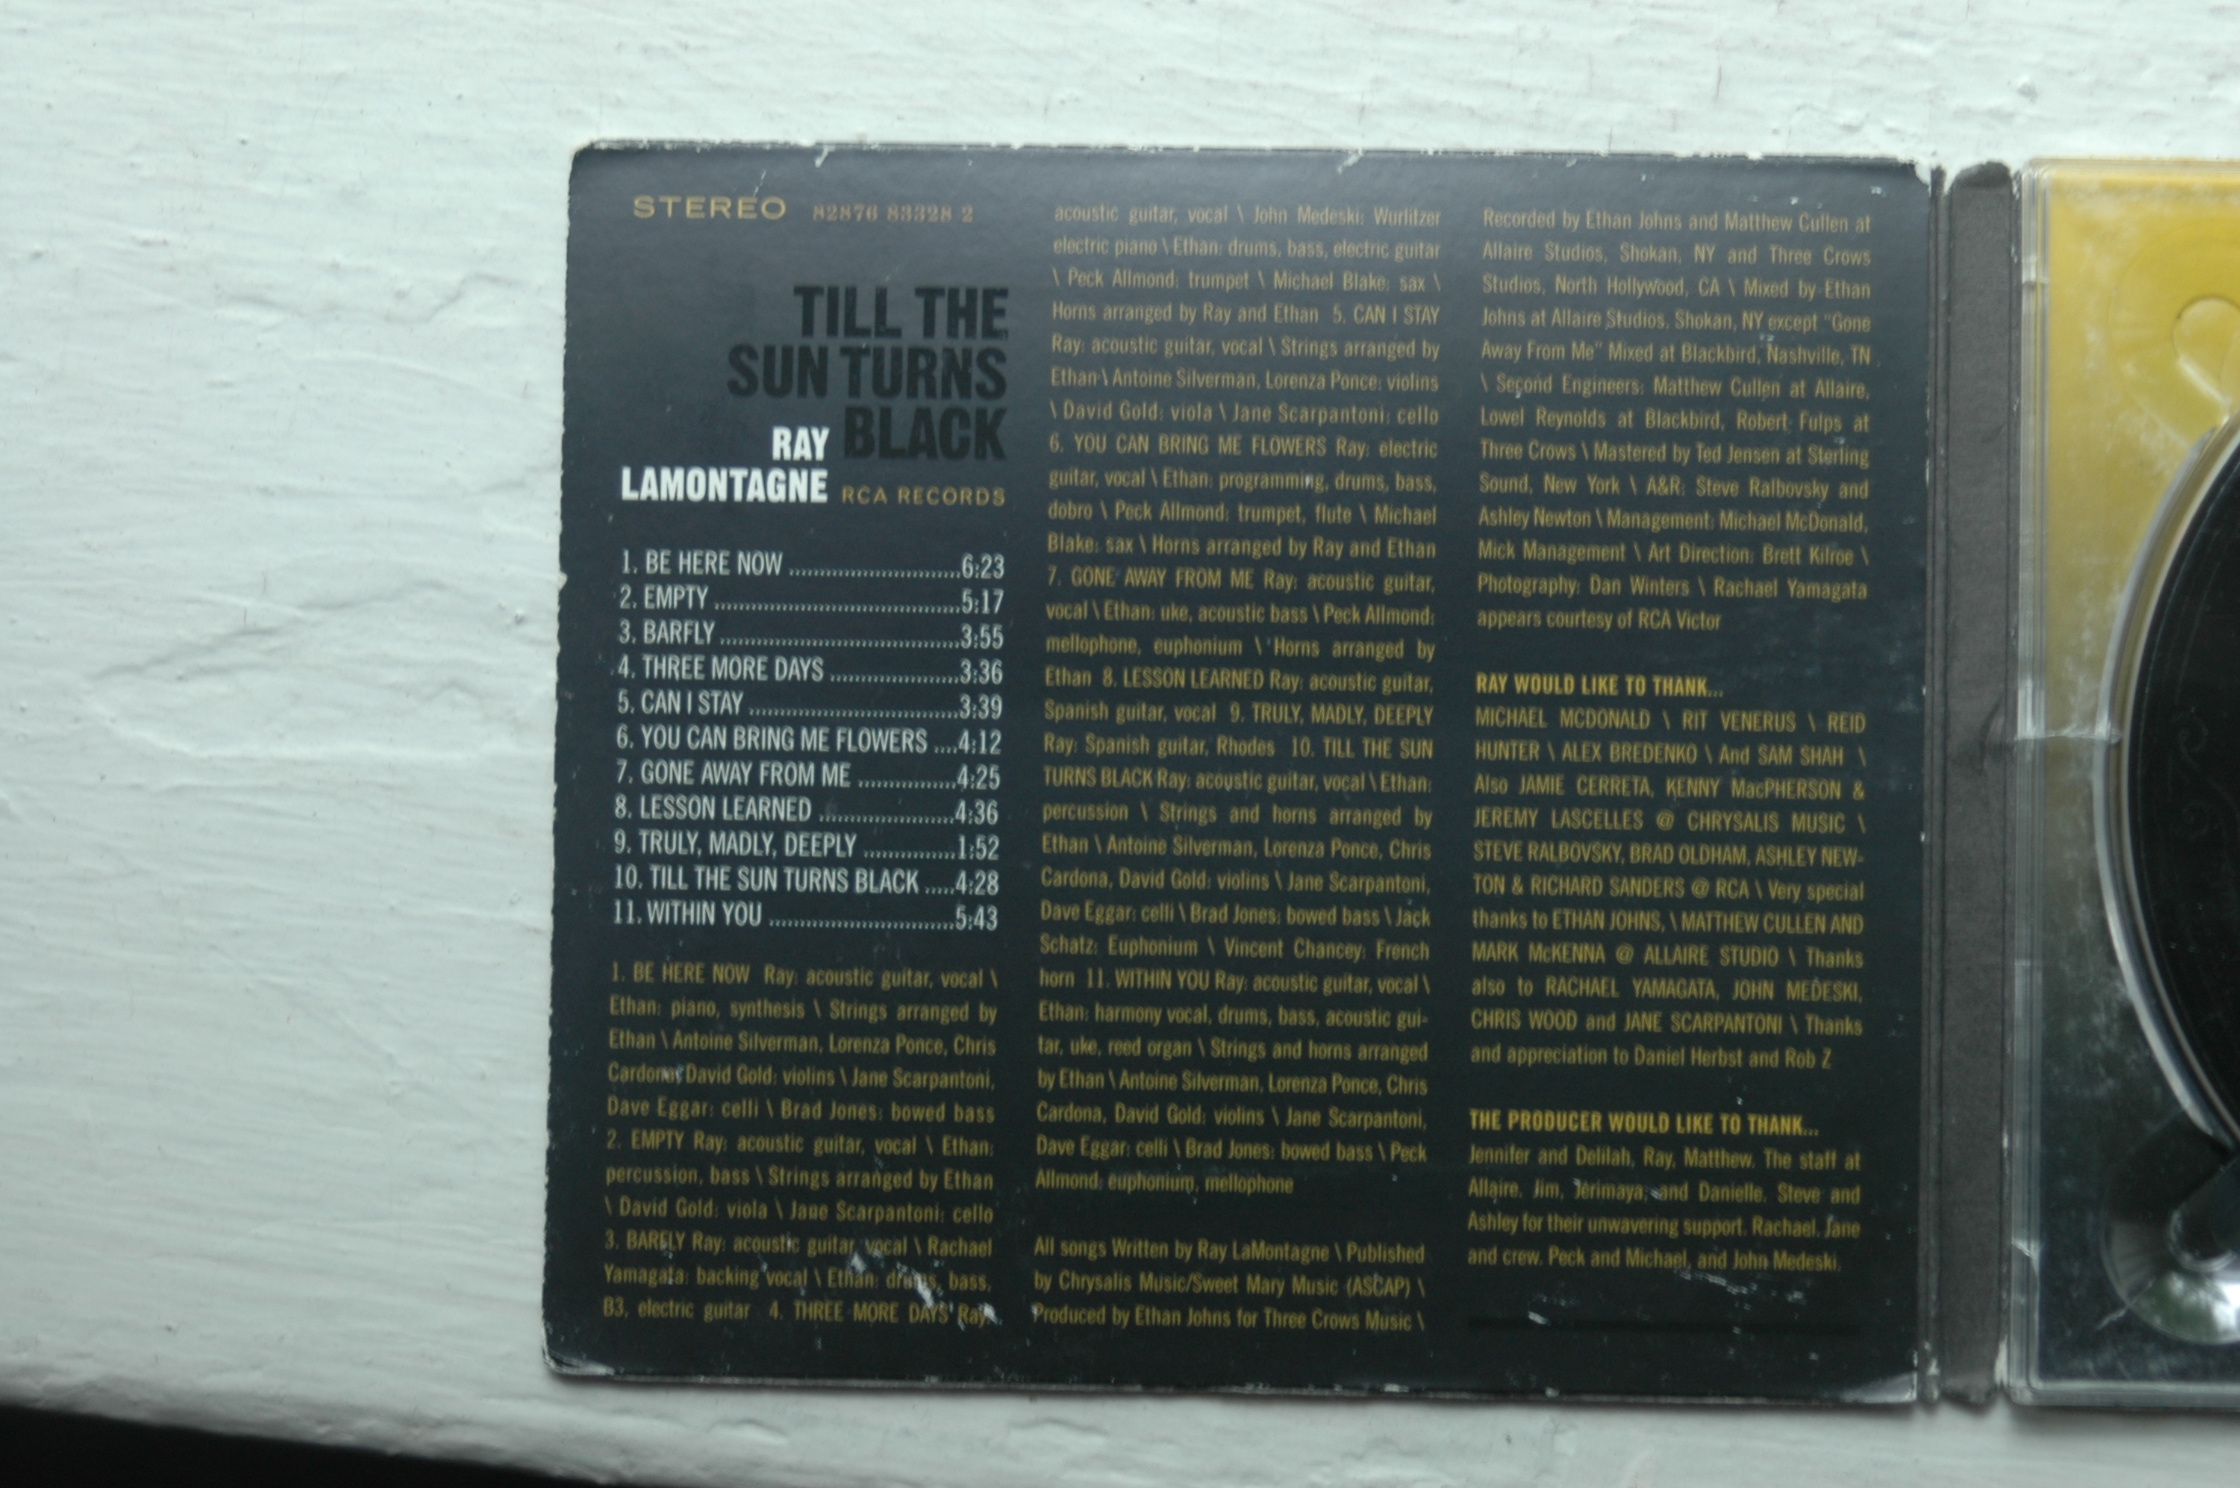 STEREO 82876 83328 2
TILL THE
SUN TURNS
BLACK
RAY
LAMONTAGNE RCA RECORDS
1. BE HERE NOW ............................6:23
2. EMPTY ........................................5:17
3. BARFLY .......................................3:55
4. THREE MORE DAYS .....................3:36
5. CAN I STAY ..................................3:39
6. YOU CAN BRING ME FLOWERS ....4:12
7. GONE AWAY FROM ME ................4:25
8. LESSON LEARNED ......................4:36
9. TRULY, MADLY, DEEPLY ...............1:52
10. TILL THE SUN TURNS BLACK .....4:28
11. WITHIN YOU ..............................5:43
1. BE HERE NOW Ray: acoustic guitar, vocal \
Ethan: piano, synthesis \ Strings arranged by
Ethan \ Antoine Silverman, Lorenza Ponce, Chris
Cardona, David Gold: violins \ Jane Scarpantoni,
Dave Eggar: celli \ Brad Jones: bowed bass
2. EMPTY Ray: acoustic guitar, vocal \ Ethan:
percussion, bass \ Strings arranged by Ethan
\ David Gold: viola \ Jane Scarpantoni: cello
3. BARFLY Ray: acoustic guitar, vocal \ Rachael
Yamagata: backing vocal \ Ethan: drums, bass,
B3, electric guitar 4. THREE MORE DAYS Ray:
acoustic guitar, vocal \ John Medeski: Wurlitzer
electric piano \ Ethan: drums, bass, electric guitar
\ Peck Allmond: trumpet \ Michael Blake: sax \
Horns arranged by Ray and Ethan 5. CAN I STAY
Ray: acoustic guitar, vocal \ Strings arranged by
Ethan \ Antoine Silverman, Lorenza Ponce: violins
\ David Gold: viola \ Jane Scarpantoni: cello
6. YOU CAN BRING ME FLOWERS Ray: electric
guitar, vocal \ Ethan: programming, drums, bass,
dobro \ Peck Allmond: trumpet, flute \ Michael
Blake: sax \ Horns arranged by Ray and Ethan
7. GONE AWAY FROM ME Ray: acoustic guitar,
vocal \ Ethan: uke, acoustic bass \ Peck Allmond:
mellophone, euphonium \ Horns arranged by
Ethan 8. LESSON LEARNED Ray: acoustic guitar,
Spanish guitar, vocal 9. TRULY, MADLY, DEEPLY
Ray: Spanish guitar, Rhodes 10. TILL THE SUN
TURNS BLACK Ray: acoustic guitar, vocal \ Ethan:
percussion \ Strings and horns arranged by
Ethan \ Antoine Silverman, Lorenza Ponce, Chris
Cardona, David Gold: violins \ Jane Scarpantoni,
Dave Eggar: celli \ Brad Jones: bowed bass \ Jack
Schatz: Euphonium \ Vincent Chancey: French
horn 11. WITHIN YOU Ray: acoustic guitar, vocal \
Ethan: harmony vocal, drums, bass, acoustic gui-
tar, uke, reed organ \ Strings and horns arranged
by Ethan \ Antoine Silverman, Lorenza Ponce, Chris
Cardona, David Gold: violins \ Jane Scarpantoni,
Dave Eggar: celli \ Brad Jones: bowed bass \ Peck
Allmond: euphonium, mellophone
All songs Written by Ray LaMontagne \ Published
by Chrysalis Music/Sweet Mary Music (ASCAP) \
Produced by Ethan Johns for Three Crows Music \
Recorded by Ethan Johns and Matthew Cullen at
Allaire Studios, Shokan, NY and Three Crows
Studios, North Hollywood, CA \ Mixed by Ethan
Johns at Allaire Studios, Shokan, NY except "Gone
Away From Me" Mixed at Blackbird, Nashville, TN
\ Second Engineers: Matthew Cullen at Allaire,
Lowel Reynolds at Blackbird, Robert Fulps at
Three Crows \ Mastered by Ted Jensen at Sterling
Sound, New York \ A&R: Steve Ralbovsky and
Ashley Newton \ Management: Michael McDonald,
Mick Management \ Art Direction: Brett Kilroe \
Photography: Dan Winters \ Rachael Yamagata
appears courtesy of RCA Victor
RAY WOULD LIKE TO THANK...
MICHAEL MCDONALD \ RIT VENERUS \ REID
HUNTER \ ALEX BREDENKO \ And SAM SHAH \
Also JAMIE CERRETA, KENNY MacPHERSON &
JEREMY LASCELLES @ CHRYSALIS MUSIC \
STEVE RALBOVSKY, BRAD OLDHAM, ASHLEY NEW-
TON & RICHARD SANDERS @ RCA \ Very special
thanks to ETHAN JOHNS, \ MATTHEW CULLEN AND
MARK McKENNA @ ALLAIRE STUDIO \ Thanks
also to RACHAEL YAMAGATA, JOHN MEDESKI,
CHRIS WOOD and JANE SCARPANTONI \ Thanks
and appreciation to Daniel Herbst and Rob Z
THE PRODUCER WOULD LIKE TO THANK...
Jennifer and Delilah, Ray, Matthew. The staff at
Allaire, Jim, Jerimaya, and Danielle. Steve and
Ashley for their unwavering support. Rachael. Jane
and crew. Peck and Michael, and John Medeski.